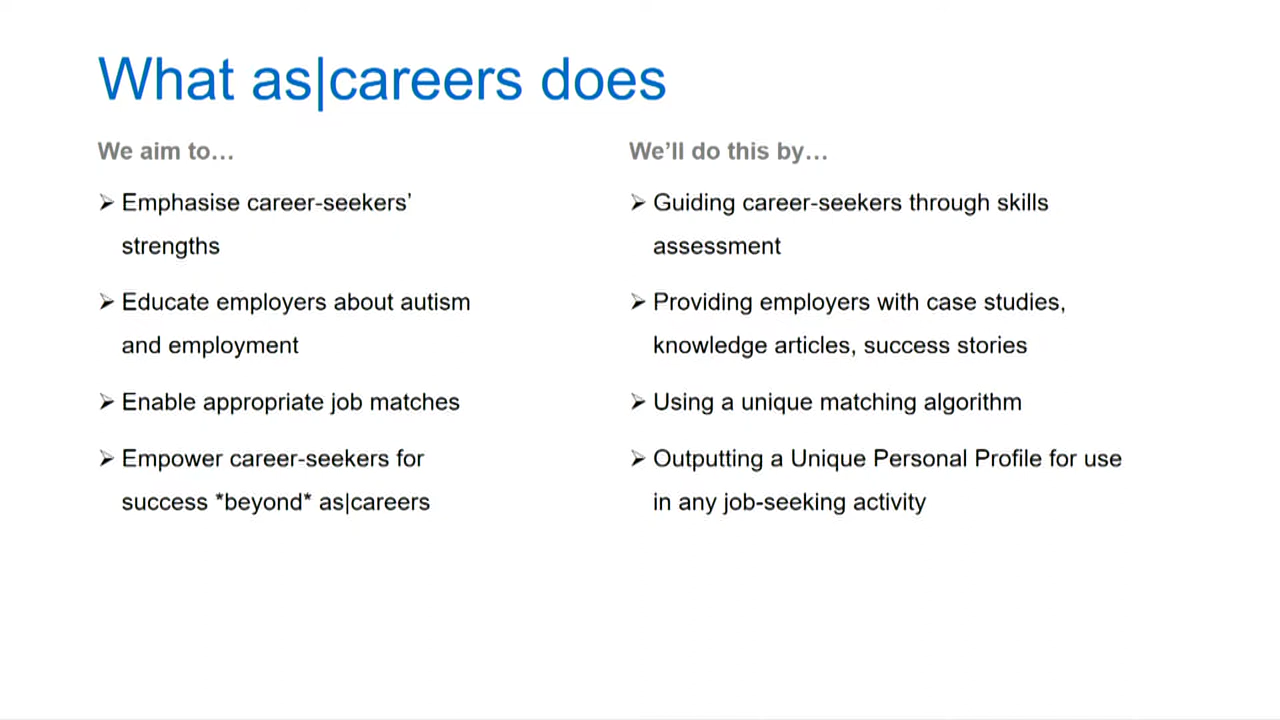 What as|careers does
We aim to…
➢ Emphasise career-seekers’
strengths
➢ Educate employers about autism
and employment
➢ Enable appropriate job matches
➢ Empower career-seekers for
success *beyond* as|careers
We’ll do this by…
➢ Guiding career-seekers through skills
assessment
➢ Providing employers with case studies,
knowledge articles, success stories
➢ Using a unique matching algorithm
➢ Outputting a Unique Personal Profile for use
in any job-seeking activity